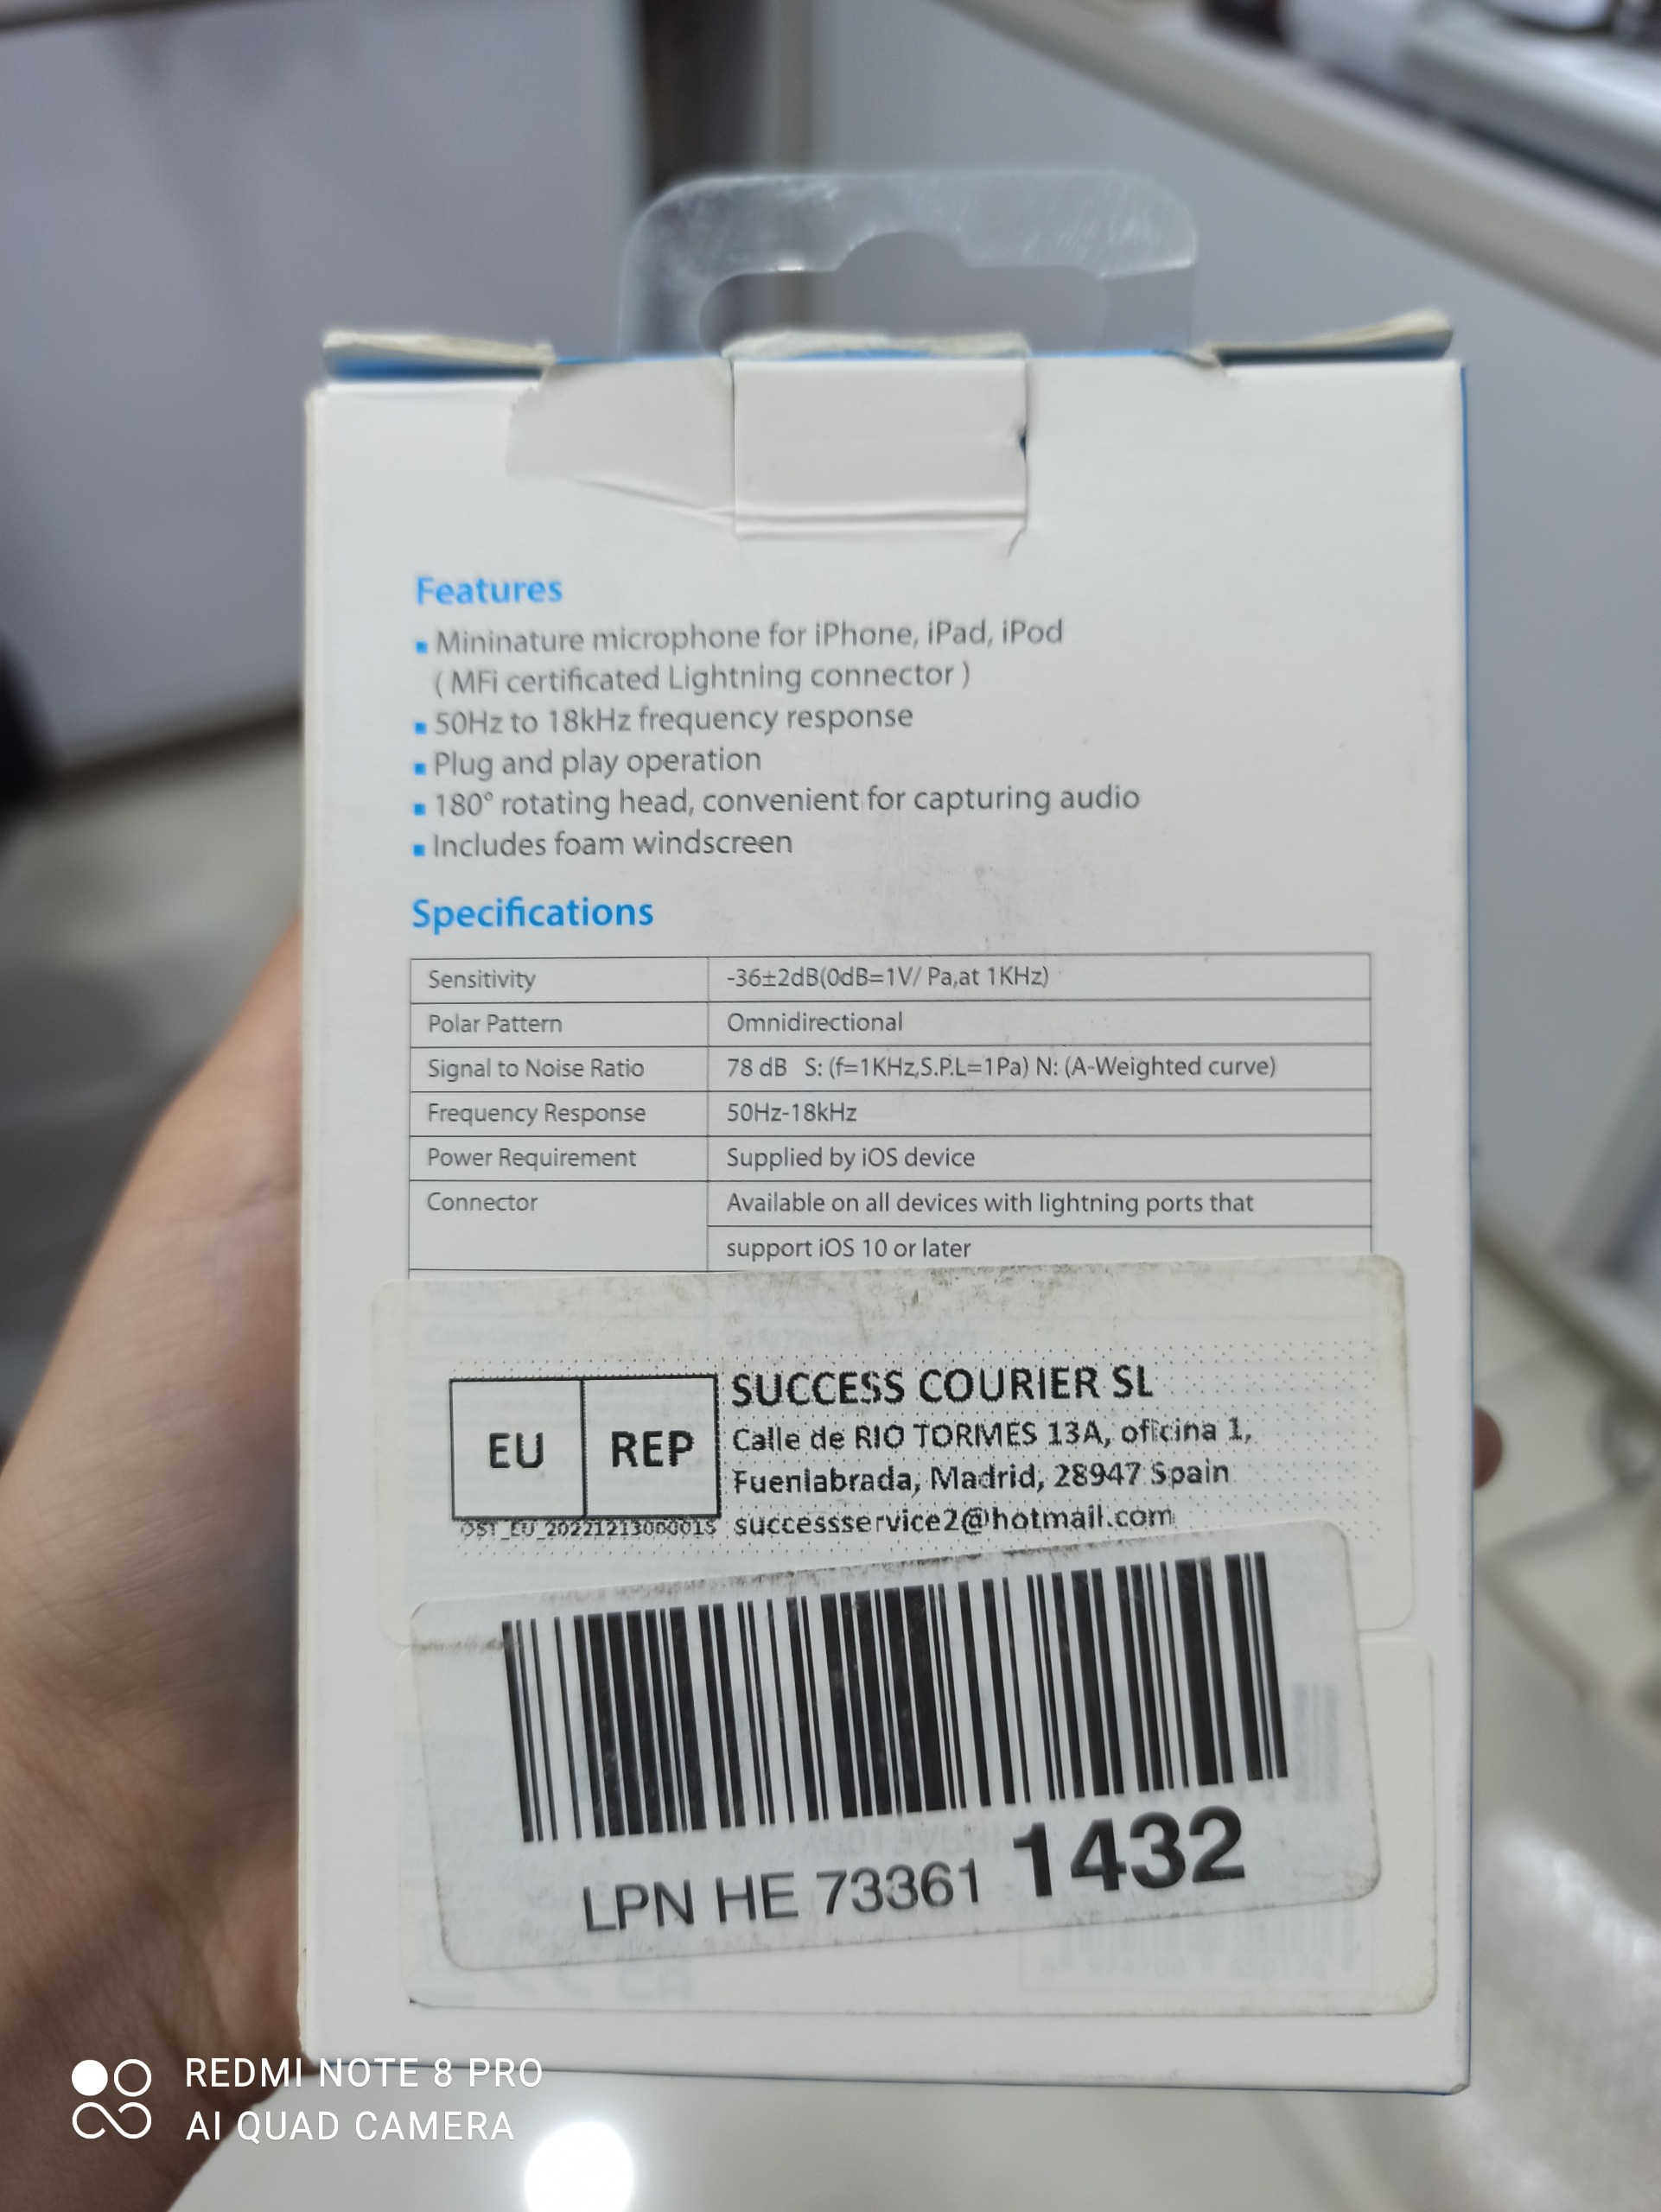 Features
▪ Mininature microphone for iPhone, iPad, iPod
( MFi certificated Lightning connector )
▪ 50Hz to 18kHz frequency response
▪ Plug and play operation
▪ 180° rotating head, convenient for capturing audio
▪ Includes foam windscreen
Specifications
Sensitivity -36±2dB(0dB=1V/ Pa,at 1KHz)
Polar Pattern Omnidirectional
Signal to Noise Ratio 78 dB S: (f=1KHz,S.P.L=1Pa) N: (A-Weighted curve)
Frequency Response 50Hz-18kHz
Power Requirement Supplied by iOS device
Connector Available on all devices with lightning ports that
support iOS 10 or later
Weight
Cable Length
EU REP
SUCCESS COURIER SL
Calle de RIO TORMES 13A, oficina 1,
Fuenlabrada, Madrid, 28947 Spain
successservice2@hotmail.com
LPN HE 73361 1432
REDMI NOTE 8 PRO
AI QUAD CAMERA